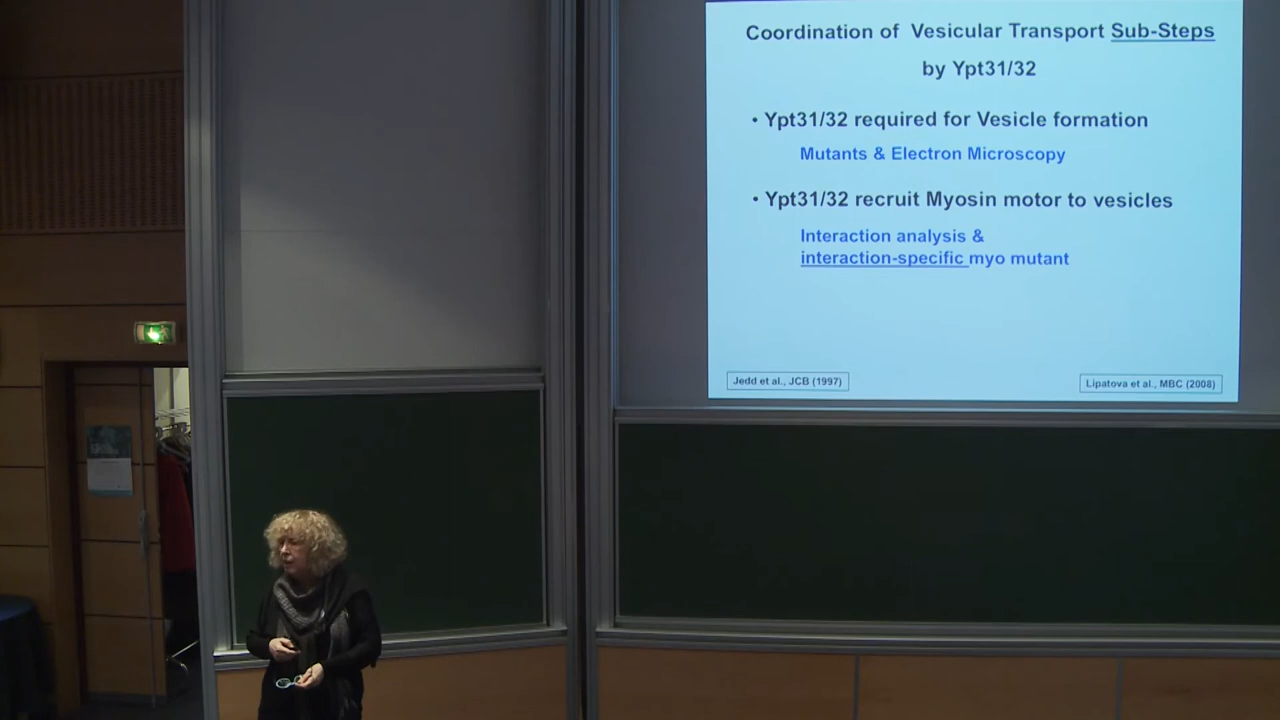 Coordination of Vesicular Transport Sub-Steps
by Ypt31/32
• Ypt31/32 required for Vesicle formation
Mutants & Electron Microscopy
• Ypt31/32 recruit Myosin motor to vesicles
Interaction analysis &
interaction-specific myo mutant
Jedd et al., JCB (1997)
Lipatova et al., MBC (2008)